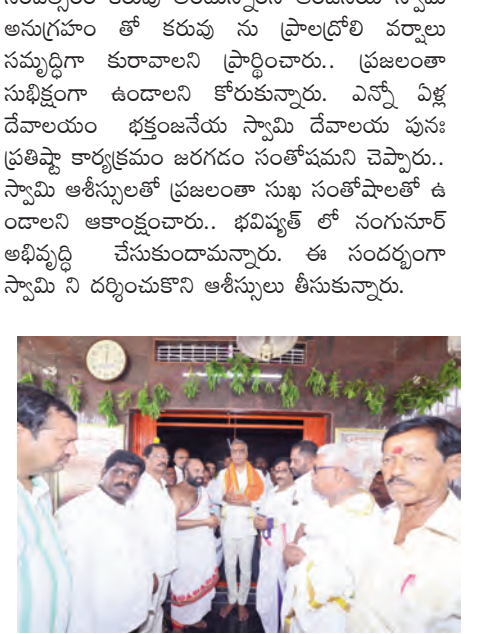 అనుగ్రహం తో కరువు ను ప్రాలద్రోలి వర్షాలు
సమృద్ధిగా కురావాలని ప్రార్థించారు.. ప్రజలంతా
సుభిక్షంగా ఉండాలని కోరుకున్నారు. ఎన్నో ఏళ్ల
దేవాలయం భక్తంజనేయ స్వామి దేవాలయ పునః
ప్రతిష్టా కార్యక్రమం జరగడం సంతోషమని చెప్పారు..
స్వామి ఆశీస్సులతో ప్రజలంతా సుఖ సంతోషాలతో ఉ
ండాలని ఆకాంక్షంచారు.. భవిష్యత్ లో నంగునూర్
అభివృద్ధి చేసుకుందామన్నారు. ఈ సందర్బంగా
స్వామి ని దర్శించుకొని ఆశీస్సులు తీసుకున్నారు.